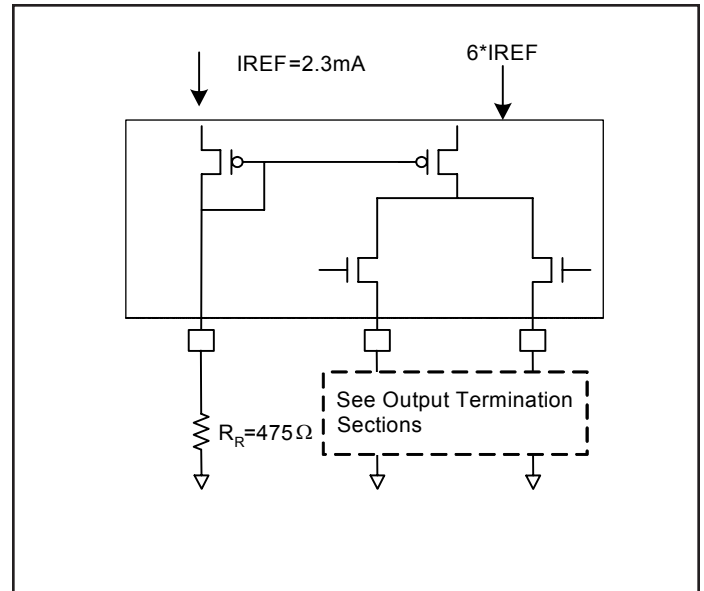 IREF=2.3mA
6*IREF
See Output Termination
Sections
R_R=475Ω